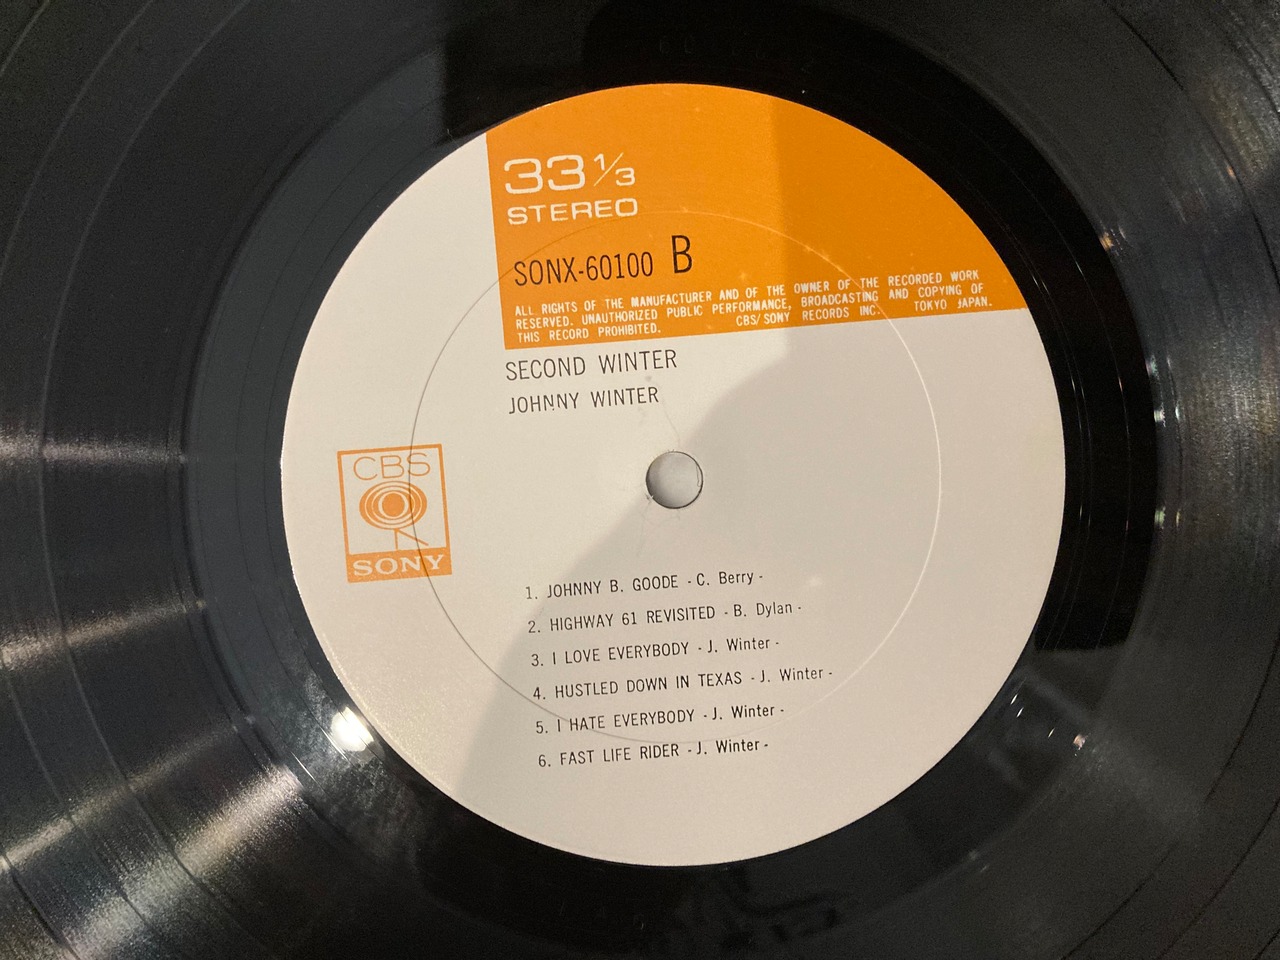 33 1/3
STEREO
SONX-60100 B
ALL RIGHTS OF THE MANUFACTURER AND OF THE OWNER OF THE RECORDED WORK
RESERVED. UNAUTHORIZED PUBLIC PERFORMANCE, BROADCASTING AND COPYING OF
THIS RECORD PROHIBITED. CBS/SONY RECORDS INC. TOKYO JAPAN.
SECOND WINTER
JOHNNY WINTER
CBS
SONY
1. JOHNNY B. GOODE - C. Berry -
2. HIGHWAY 61 REVISITED - B. Dylan -
3. I LOVE EVERYBODY - J. Winter -
4. HUSTLED DOWN IN TEXAS - J. Winter -
5. I HATE EVERYBODY - J. Winter -
6. FAST LIFE RIDER - J. Winter -